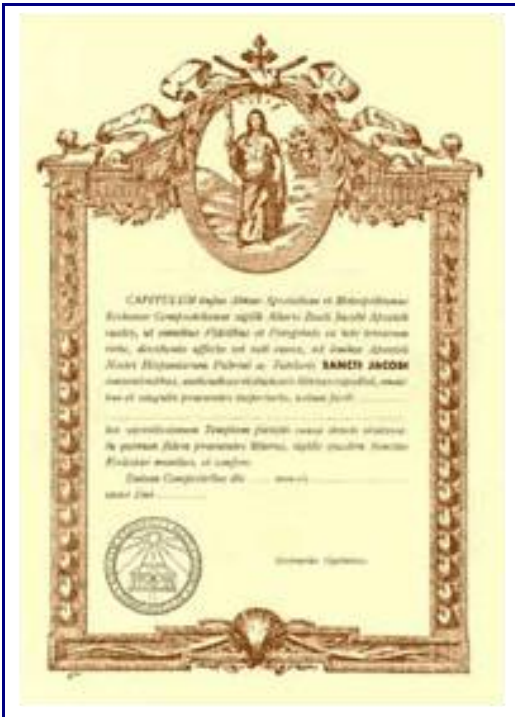 CAPITULUM hujus Almae Apostolicae et Metropolitanae
Ecclesiae Compostellanae sigilli Altaris Beati Jacobi Apostoli
custos, ut omnibus Fidelibus et Peregrinis ex toto terrarum
orbe, devotionis affectu vel voti causa, ad limina Apostoli
Nostri Hispaniarum Patroni ac Tutelaris SANCTI JACOBI
convenientibus, authenticas visitationis litteras expediat, omni-
bus et singulis praesentes inspecturis, notum facit:
hoc sacratissimum Templum pietatis causa devote visitasse.
In quorum fidem praesentes litteras, sigillo ejusdem Sanctae
Ecclesiae munitas, ei confero.
Datum Compostellae die mensis
anno Dni